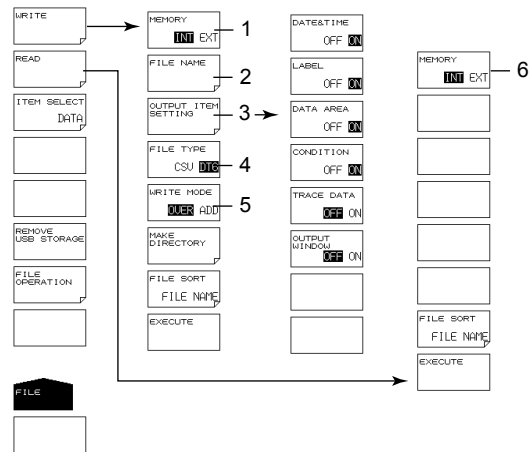 WRITE
READ
ITEM SELECT
DATA
REMOVE
USB STORAGE
FILE
OPERATION
FILE
MEMORY
INT EXT
1
FILE NAME
2
OUTPUT ITEM
SETTING
3
FILE TYPE
CSV DT6
4
WRITE MODE
OVER ADD
5
MAKE
DIRECTORY
FILE SORT
FILE NAME
EXECUTE
DATE&TIME
OFF ON
LABEL
OFF ON
DATA AREA
OFF ON
CONDITION
OFF ON
TRACE DATA
OFF ON
OUTPUT
WINDOW
OFF ON
MEMORY
INT EXT
6
FILE SORT
FILE NAME
EXECUTE